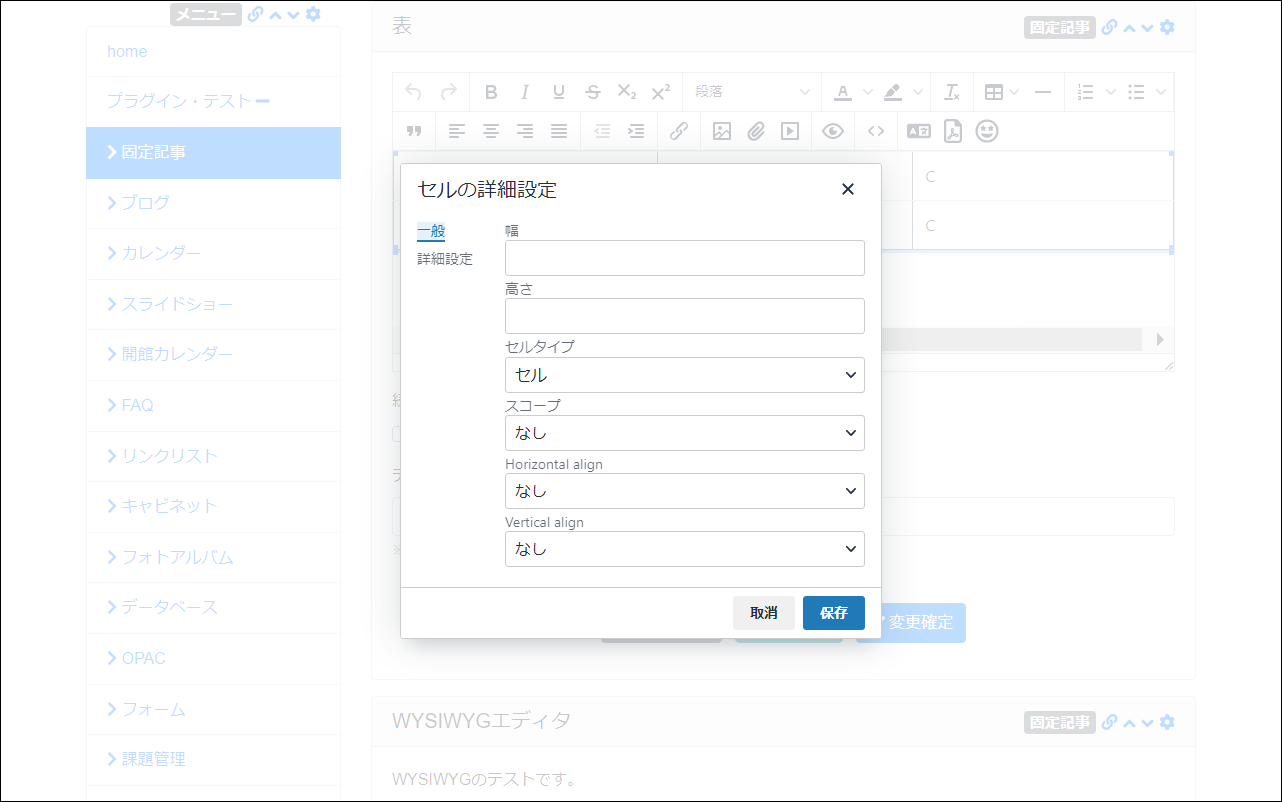 メニュー
home
プラグイン・テスト
固定記事
ブログ
カレンダー
スライドショー
開館カレンダー
FAQ
リンクリスト
キャビネット
フォトアルバム
データベース
OPAC
フォーム
課題管理
表
固定記事
段落
C
C
セルの詳細設定
一般
詳細設定
幅
高さ
セルタイプ
セル
スコープ
なし
Horizontal align
なし
Vertical align
なし
取消
保存
変更確定
WYSIWYGエディタ
固定記事
WYSIWYGのテストです。